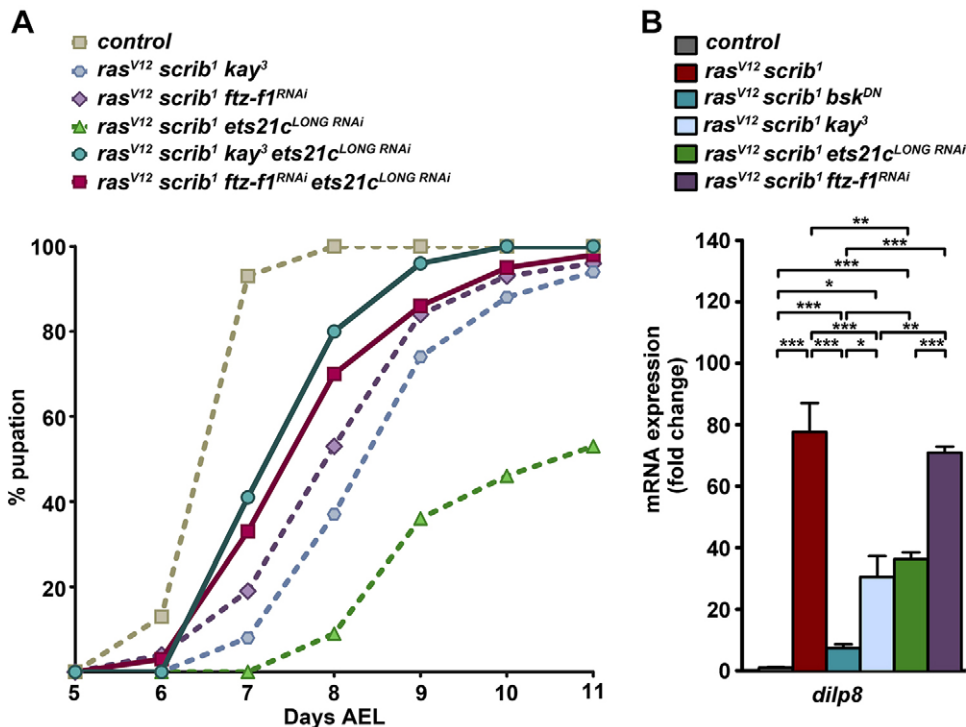 A
control
ras^V12 scrib^1 kay^3
ras^V12 scrib^1 ftz-f1^RNAi
ras^V12 scrib^1 ets21c^LONG RNAi
ras^V12 scrib^1 kay^3 ets21c^LONG RNAi
ras^V12 scrib^1 ftz-f1^RNAi ets21c^LONG RNAi
% pupation
100
80
60
40
20
5 6 7 8 9 10 11
Days AEL
B
control
ras^V12 scrib^1
ras^V12 scrib^1 bsk^DN
ras^V12 scrib^1 kay^3
ras^V12 scrib^1 ets21c^LONG RNAi
ras^V12 scrib^1 ftz-f1^RNAi
mRNA expression
(fold change)
140
120
100
80
60
40
20
0
**
***
***
*
***
*** **
*** *** * ***
dilp8